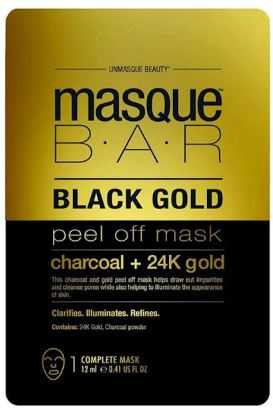 UNMASQUE BEAUTY™
masque™
B·A·R
BLACK GOLD
peel off mask
charcoal + 24K gold
This charcoal and gold peel off mask helps draw out impurities
and cleanse pores while also helping to illuminate the appearance
of skin.
Clarifies. Illuminates. Refines.
Contains: 24K Gold, Charcoal powder
1 COMPLETE MASK
12 ml ℮ 0.41 US FL OZ